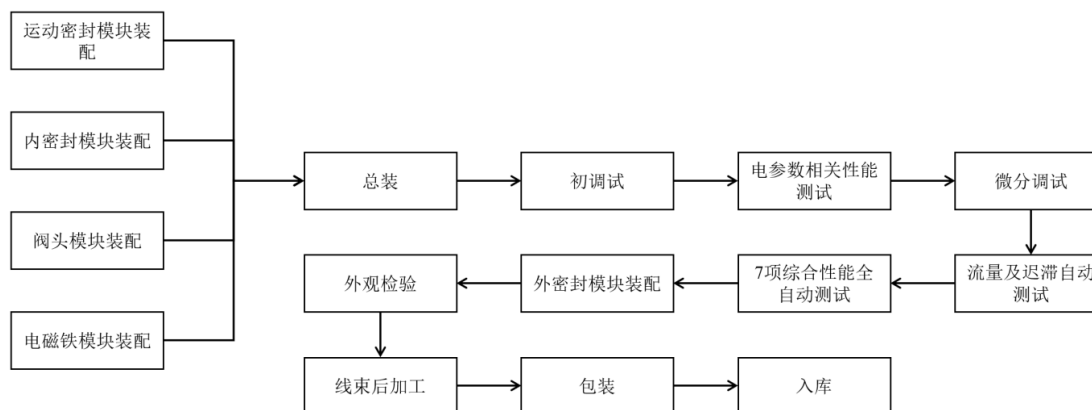 运动密封模块装
配
内密封模块装配
阀头模块装配
电磁铁模块装配
总装
初调试
电参数相关性能
测试
微分调试
流量及迟滞自动
测试
7项综合性能全
自动测试
外密封模块装配
外观检验
线束后加工
包装
入库